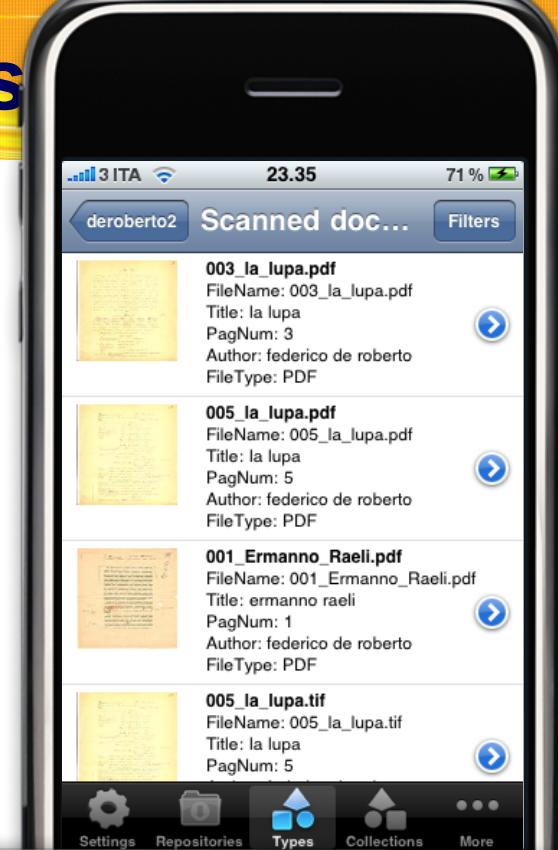 s
3 ITA 23.35 71 %
deroberto2 Scanned doc... Filters
003_la_lupa.pdf
FileName: 003_la_lupa.pdf
Title: la lupa
PagNum: 3
Author: federico de roberto
FileType: PDF
005_la_lupa.pdf
FileName: 005_la_lupa.pdf
Title: la lupa
PagNum: 5
Author: federico de roberto
FileType: PDF
001_Ermanno_Raeli.pdf
FileName: 001_Ermanno_Raeli.pdf
Title: ermanno raeli
PagNum: 1
Author: federico de roberto
FileType: PDF
005_la_lupa.tif
FileName: 005_la_lupa.tif
Title: la lupa
PagNum: 5
Settings Repositories Types Collections More